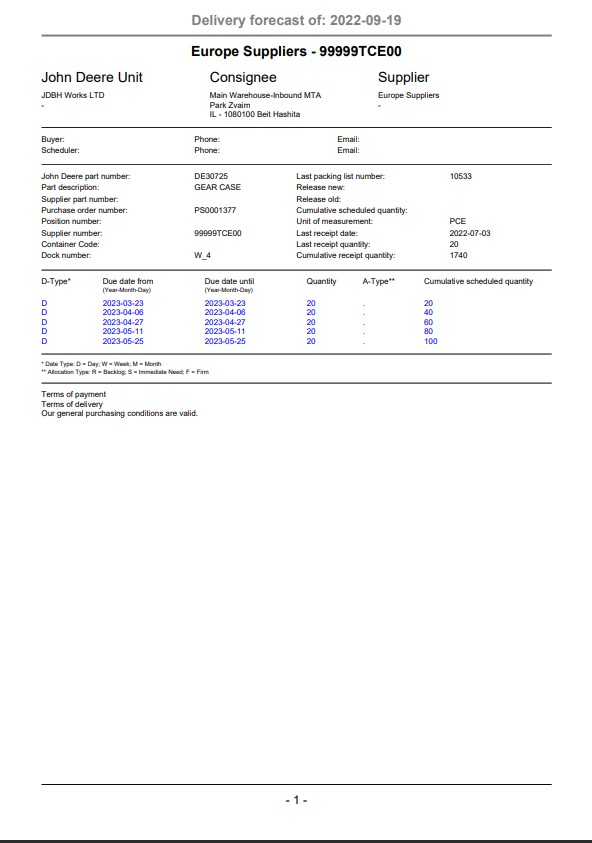 Delivery forecast of: 2022-09-19
Europe Suppliers - 99999TCE00
John Deere Unit Consignee Supplier
JDBH Works LTD Main Warehouse-Inbound MTA Europe Suppliers
- Park Zvaim -
IL - 1080100 Beit Hashita
Buyer: Phone: Email:
Scheduler: Phone: Email:
John Deere part number: DE30725 Last packing list number: 10533
Part description: GEAR CASE Release new:
Supplier part number: Release old:
Purchase order number: PS0001377 Cumulative scheduled quantity:
Position number: Unit of measurement: PCE
Supplier number: 99999TCE00 Last receipt date: 2022-07-03
Container Code: Last receipt quantity: 20
Dock number: W_4 Cumulative receipt quantity: 1740
D-Type* Due date from Due date until Quantity A-Type** Cumulative scheduled quantity
(Year-Month-Day) (Year-Month-Day)
D 2023-03-23 2023-03-23 20 . 20
D 2023-04-06 2023-04-06 20 . 40
D 2023-04-27 2023-04-27 20 . 60
D 2023-05-11 2023-05-11 20 . 80
D 2023-05-25 2023-05-25 20 . 100
* Date Type: D = Day; W = Week; M = Month
** Allocation Type: R = Backlog; S = Immediate Need; F = Firm
Terms of payment
Terms of delivery
Our general purchasing conditions are valid.
- 1 -